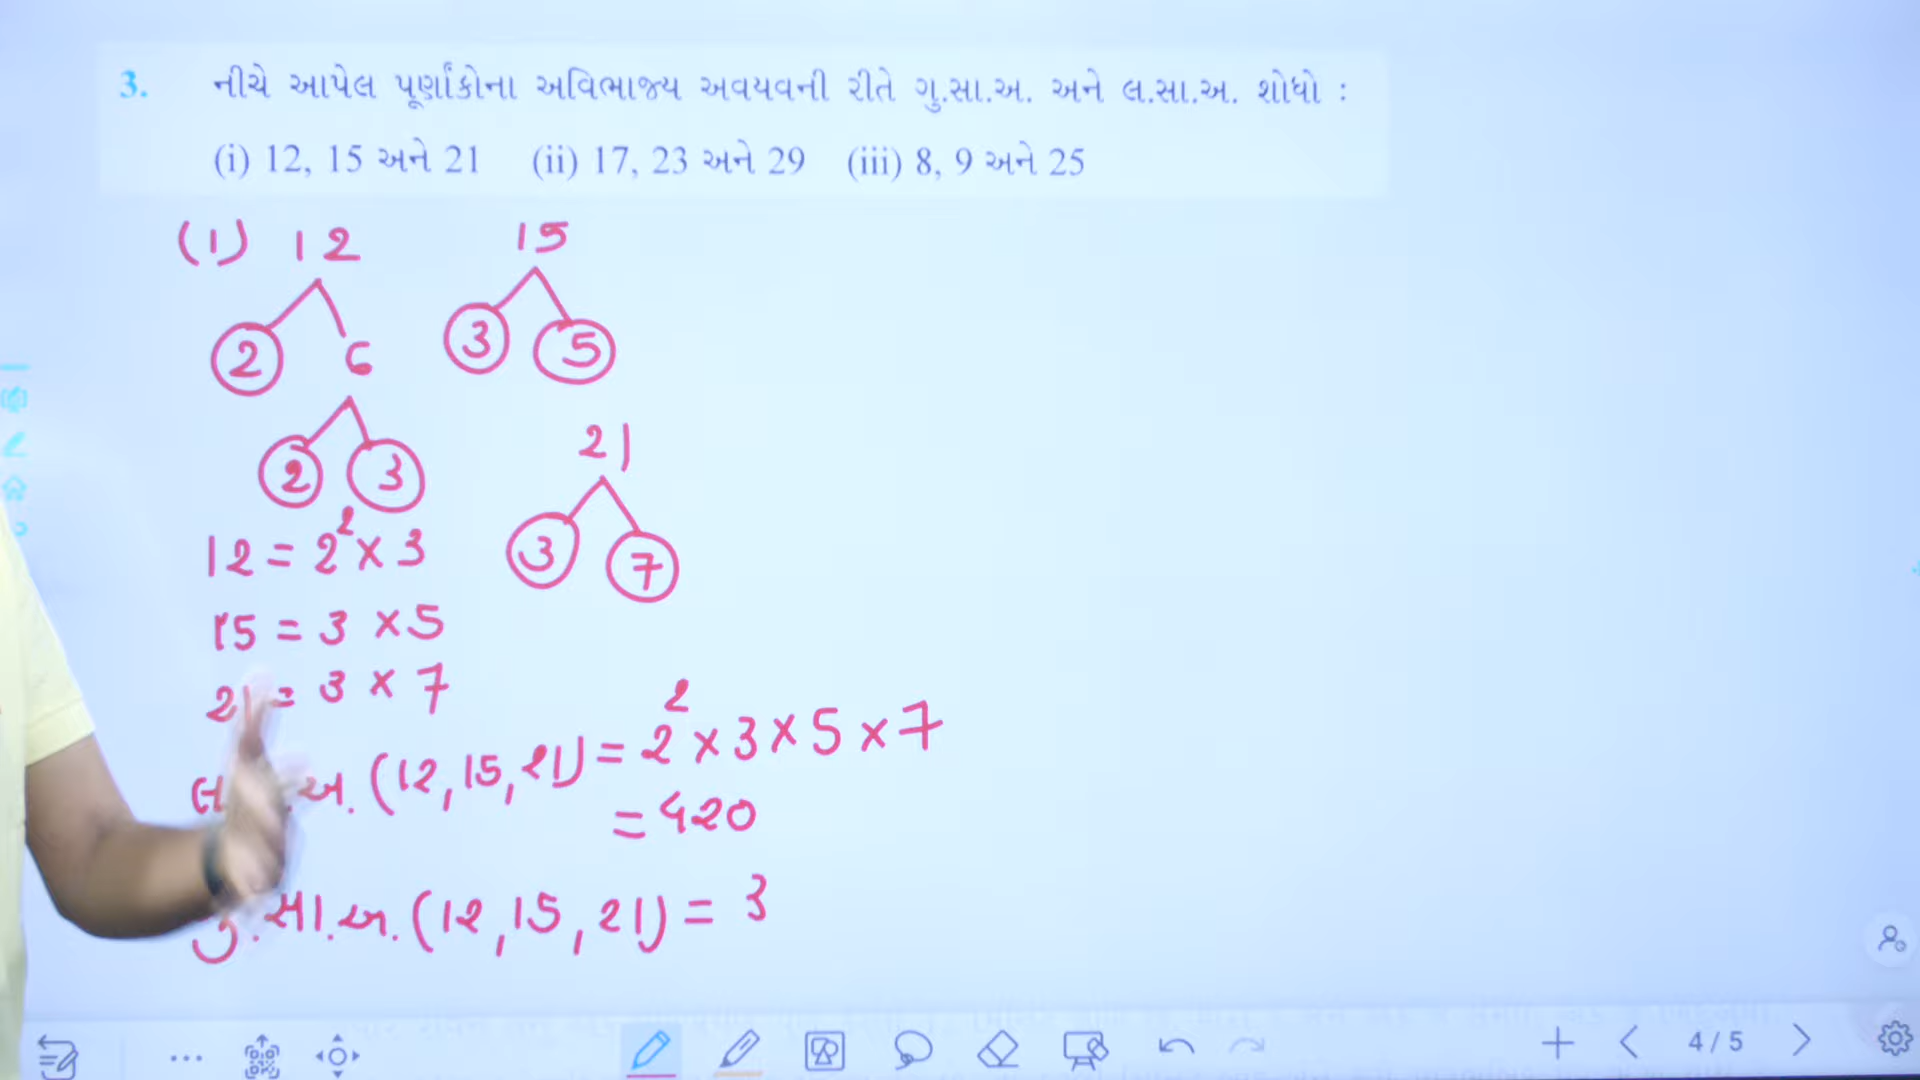 3. નીચે આપેલ પૂર્ણાંકોના અવિભાજ્ય અવયવની રીતે ગુ.સા.અ. અને લ.સા.અ. શોધો :
(i) 12, 15 અને 21 (ii) 17, 23 અને 29 (iii) 8, 9 અને 25
(1) 12 15
2 6 3 5
2 3 21
3 7
12 = 2² × 3
15 = 3 × 5
21 = 3 × 7
લ .અ. (12, 15, 21) = 2² × 3 × 5 × 7
= 420
ગુ.સા.અ. (12, 15, 21) = 3
4 / 5